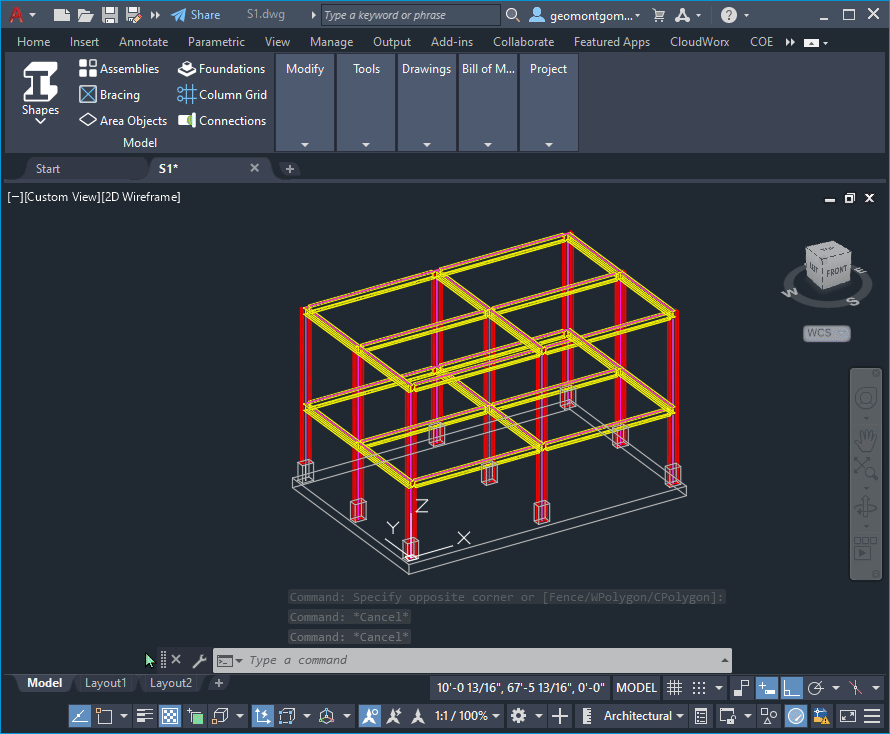 A Share S1.dwg Type a keyword or phrase geomontgom...
Home Insert Annotate Parametric View Manage Output Add-ins Collaborate Featured Apps CloudWorx COE
Shapes
Assemblies Foundations
Bracing Column Grid
Area Objects Connections
Model
Modify Tools Drawings Bill of M... Project
Start S1*
[−][Custom View][2D Wireframe]
TOP
FRONT
W S E
WCS
Z
Y
X
Command: Specify opposite corner or [Fence/WPolygon/CPolygon]:
Command: *Cancel*
Command: *Cancel*
Type a command
Model Layout1 Layout2 +
10'-0 13/16", 67'-5 13/16", 0'-0" MODEL
1:1 / 100% Architectural